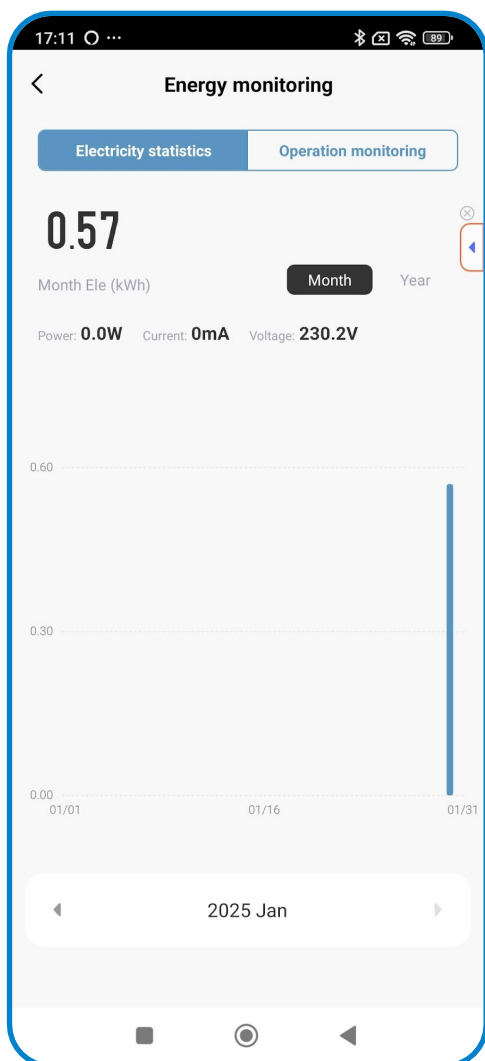 17:11 ... 89
Energy monitoring
Electricity statistics Operation monitoring
0.57
Month Ele (kWh) Month Year
Power: 0.0W Current: 0mA Voltage: 230.2V
0.60
0.30
0.00
01/01 01/16 01/31
2025 Jan